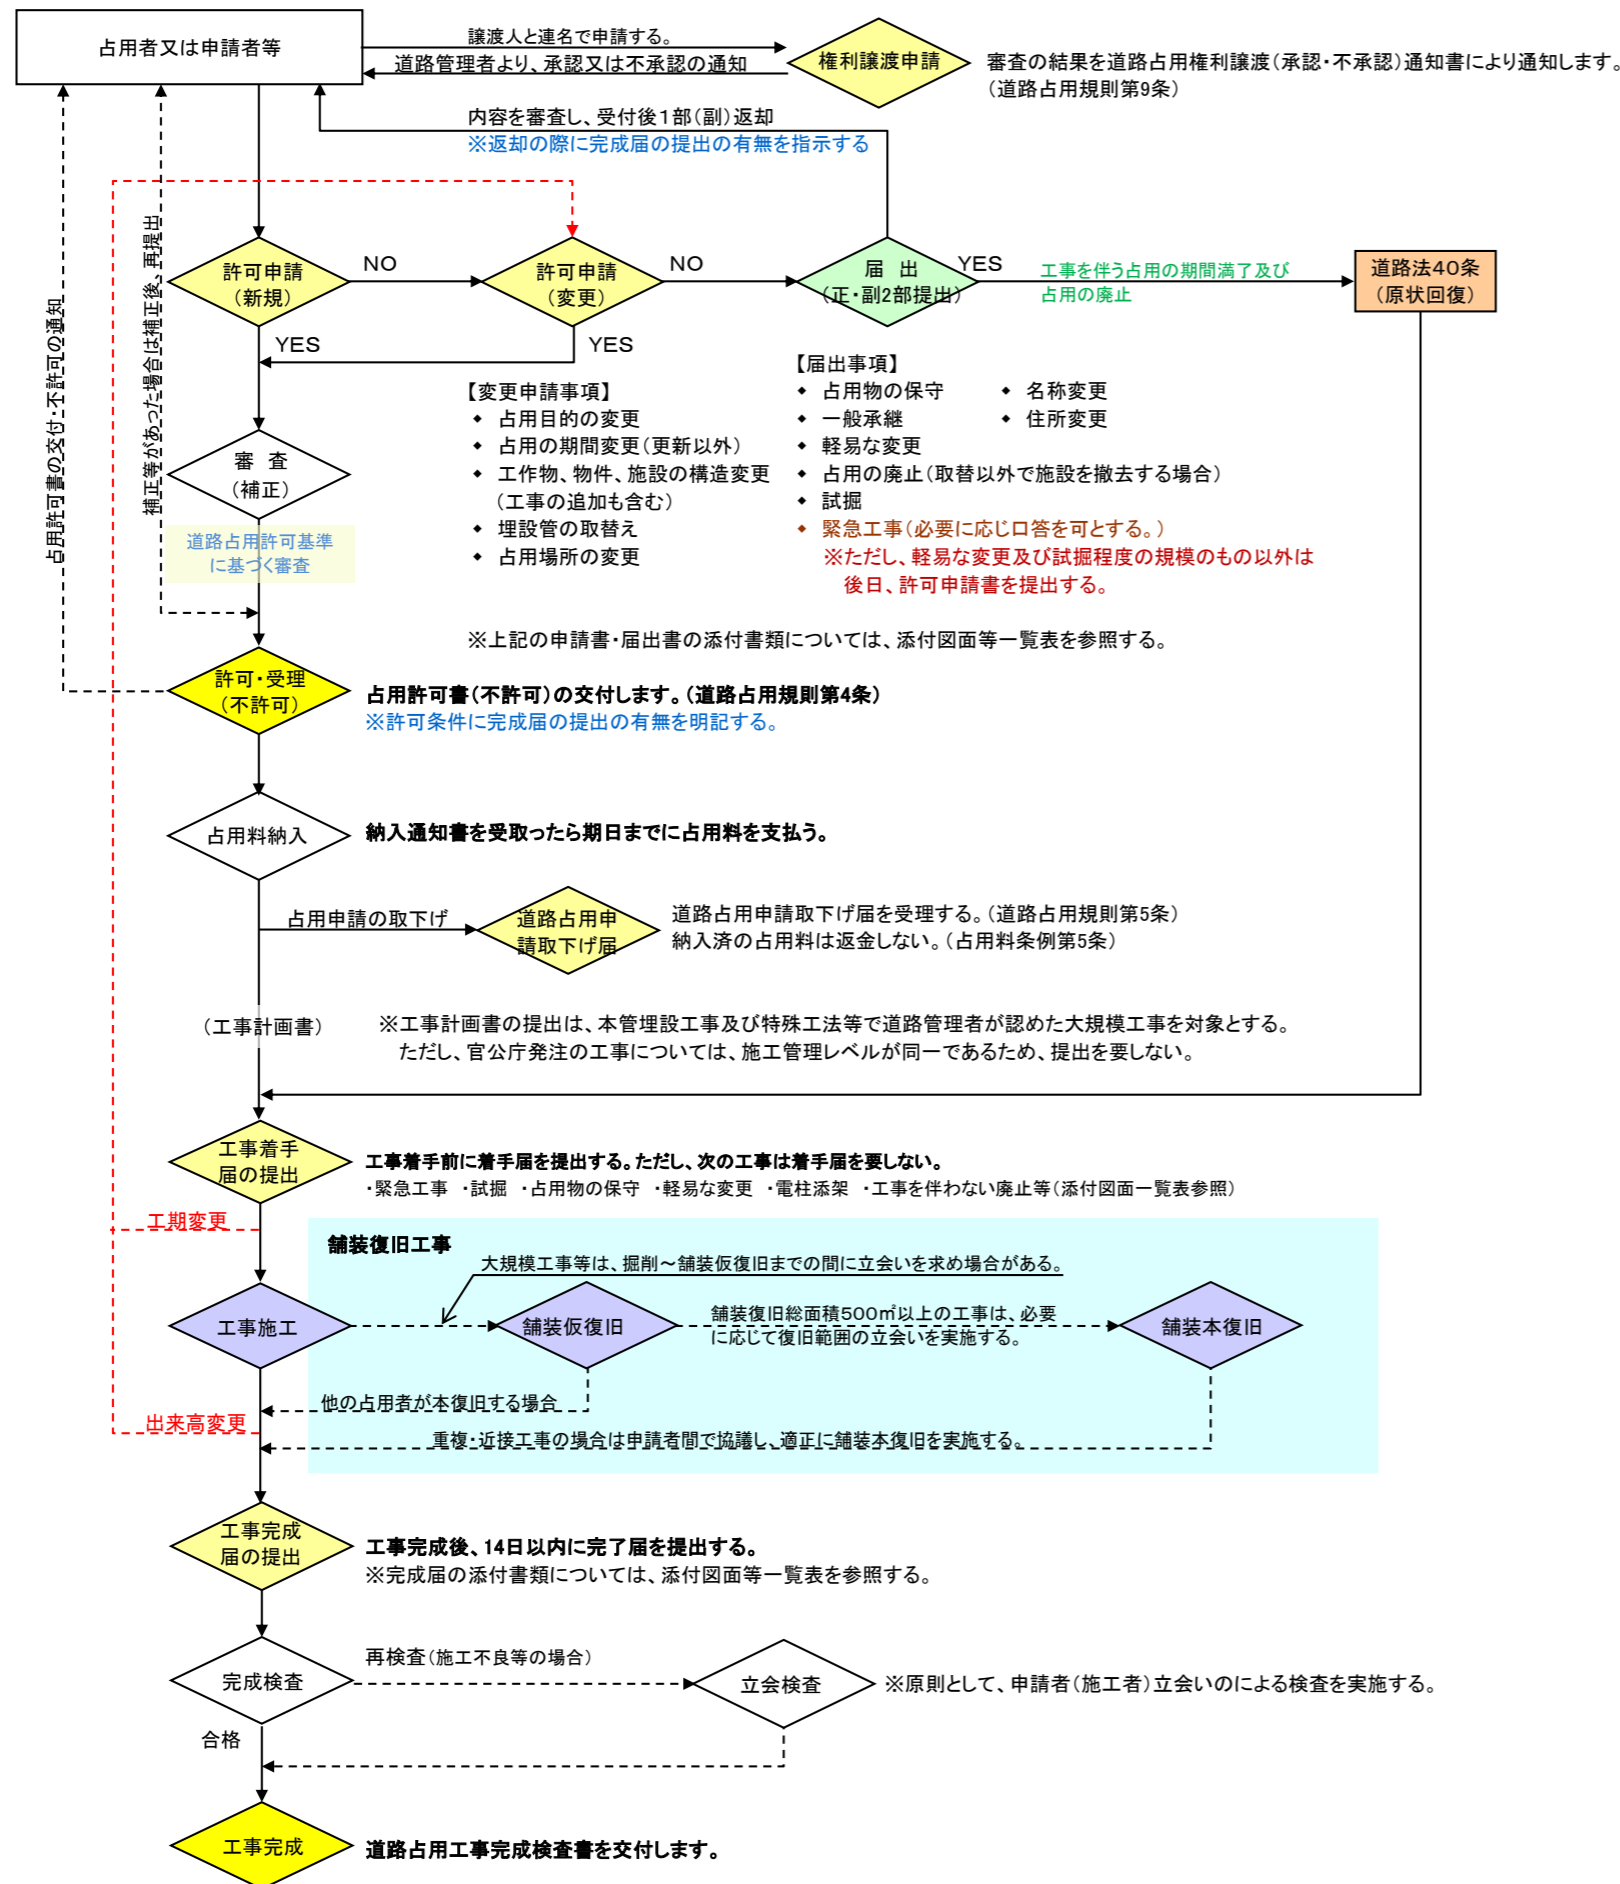 占用者又は申請者等
譲渡人と連名で申請する。
道路管理者より、承認又は不承認の通知
権利譲渡申請
審査の結果を道路占用権利譲渡(承認・不承認)通知書により通知します。
(道路占用規則第9条)
内容を審査し、受付後1部(副)返却
※返却の際に完成届の提出の有無を指示する
占用許可書の交付・不許可の通知
補正等があった場合は補正後、再提出
許可申請
(新規)
NO
許可申請
(変更)
NO
届 出
(正・副2部提出)
YES
工事を伴う占用の期間満了及び
占用の廃止
道路法40条
(原状回復)
YES
YES
【変更申請事項】
◆ 占用目的の変更
◆ 占用の期間変更(更新以外)
◆ 工作物、物件、施設の構造変更
(工事の追加も含む)
◆ 埋設管の取替え
◆ 占用場所の変更
【届出事項】
◆ 占用物の保守 ◆ 名称変更
◆ 一般承継 ◆ 住所変更
◆ 軽易な変更
◆ 占用の廃止(取替以外で施設を撤去する場合)
◆ 試掘
◆ 緊急工事(必要に応じ口答を可とする。)
※ただし、軽易な変更及び試掘程度の規模のもの以外は
後日、許可申請書を提出する。
審 査
(補正)
道路占用許可基準
に基づく審査
※上記の申請書・届出書の添付書類については、添付図面等一覧表を参照する。
許可・受理
(不許可)
占用許可書(不許可)の交付します。(道路占用規則第4条)
※許可条件に完成届の提出の有無を明記する。
占用料納入
納入通知書を受取ったら期日までに占用料を支払う。
占用申請の取下げ
道路占用申
請取下げ届
道路占用申請取下げ届を受理する。(道路占用規則第5条)
納入済の占用料は返金しない。(占用料条例第5条)
(工事計画書)
※工事計画書の提出は、本管埋設工事及び特殊工法等で道路管理者が認めた大規模工事を対象とする。
ただし、官公庁発注の工事については、施工管理レベルが同一であるため、提出を要しない。
工事着手
届の提出
工事着手前に着手届を提出する。ただし、次の工事は着手届を要しない。
・緊急工事 ・試掘 ・占用物の保守 ・軽易な変更 ・電柱添架 ・工事を伴わない廃止等(添付図面一覧表参照)
工期変更
舗装復旧工事
大規模工事等は、掘削～舗装仮復旧までの間に立会いを求め場合がある。
工事施工
舗装仮復旧
舗装復旧総面積500㎡以上の工事は、必要
に応じて復旧範囲の立会いを実施する。
舗装本復旧
他の占用者が本復旧する場合
出来高変更
重複・近接工事の場合は申請者間で協議し、適正に舗装本復旧を実施する。
工事完成
届の提出
工事完成後、14日以内に完了届を提出する。
※完成届の添付書類については、添付図面等一覧表を参照する。
完成検査
再検査(施工不良等の場合)
立会検査
※原則として、申請者(施工者)立会いのによる検査を実施する。
合格
工事完成
道路占用工事完成検査書を交付します。